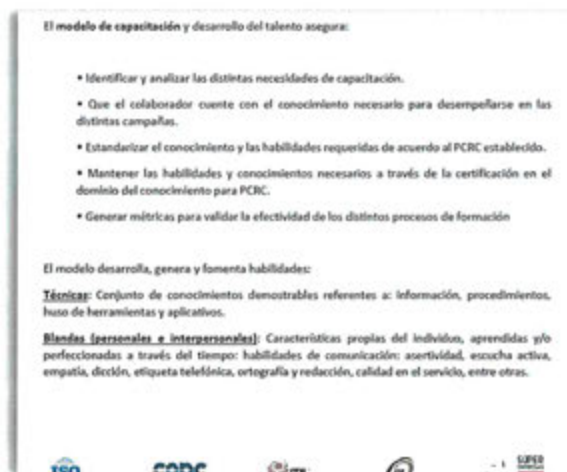 El modelo de capacitación y desarrollo del talento asegura:
• Identificar y analizar las distintas necesidades de capacitación.
• Que el colaborador cuente con el conocimiento necesario para desempeñarse en las
distintas campañas.
• Estandarizar el conocimiento y las habilidades requeridas de acuerdo al PCRC establecido.
• Mantener las habilidades y conocimientos necesarios a través de la certificación en el
dominio del conocimiento para PCRC.
• Generar métricas para validar la efectividad de los distintos procesos de formación
El modelo desarrolla, genera y fomenta habilidades:
Técnicas: Conjunto de conocimientos demostrables referentes a: información, procedimientos,
huso de herramientas y aplicativos.
Blandas (personales e interpersonales): Características propias del individuo, aprendidas y/o
perfeccionadas a través del tiempo: habilidades de comunicación: asertividad, escucha activa,
empatía, dicción, etiqueta telefónica, ortografía y redacción, calidad en el servicio, entre otras.
ISO
SUPER